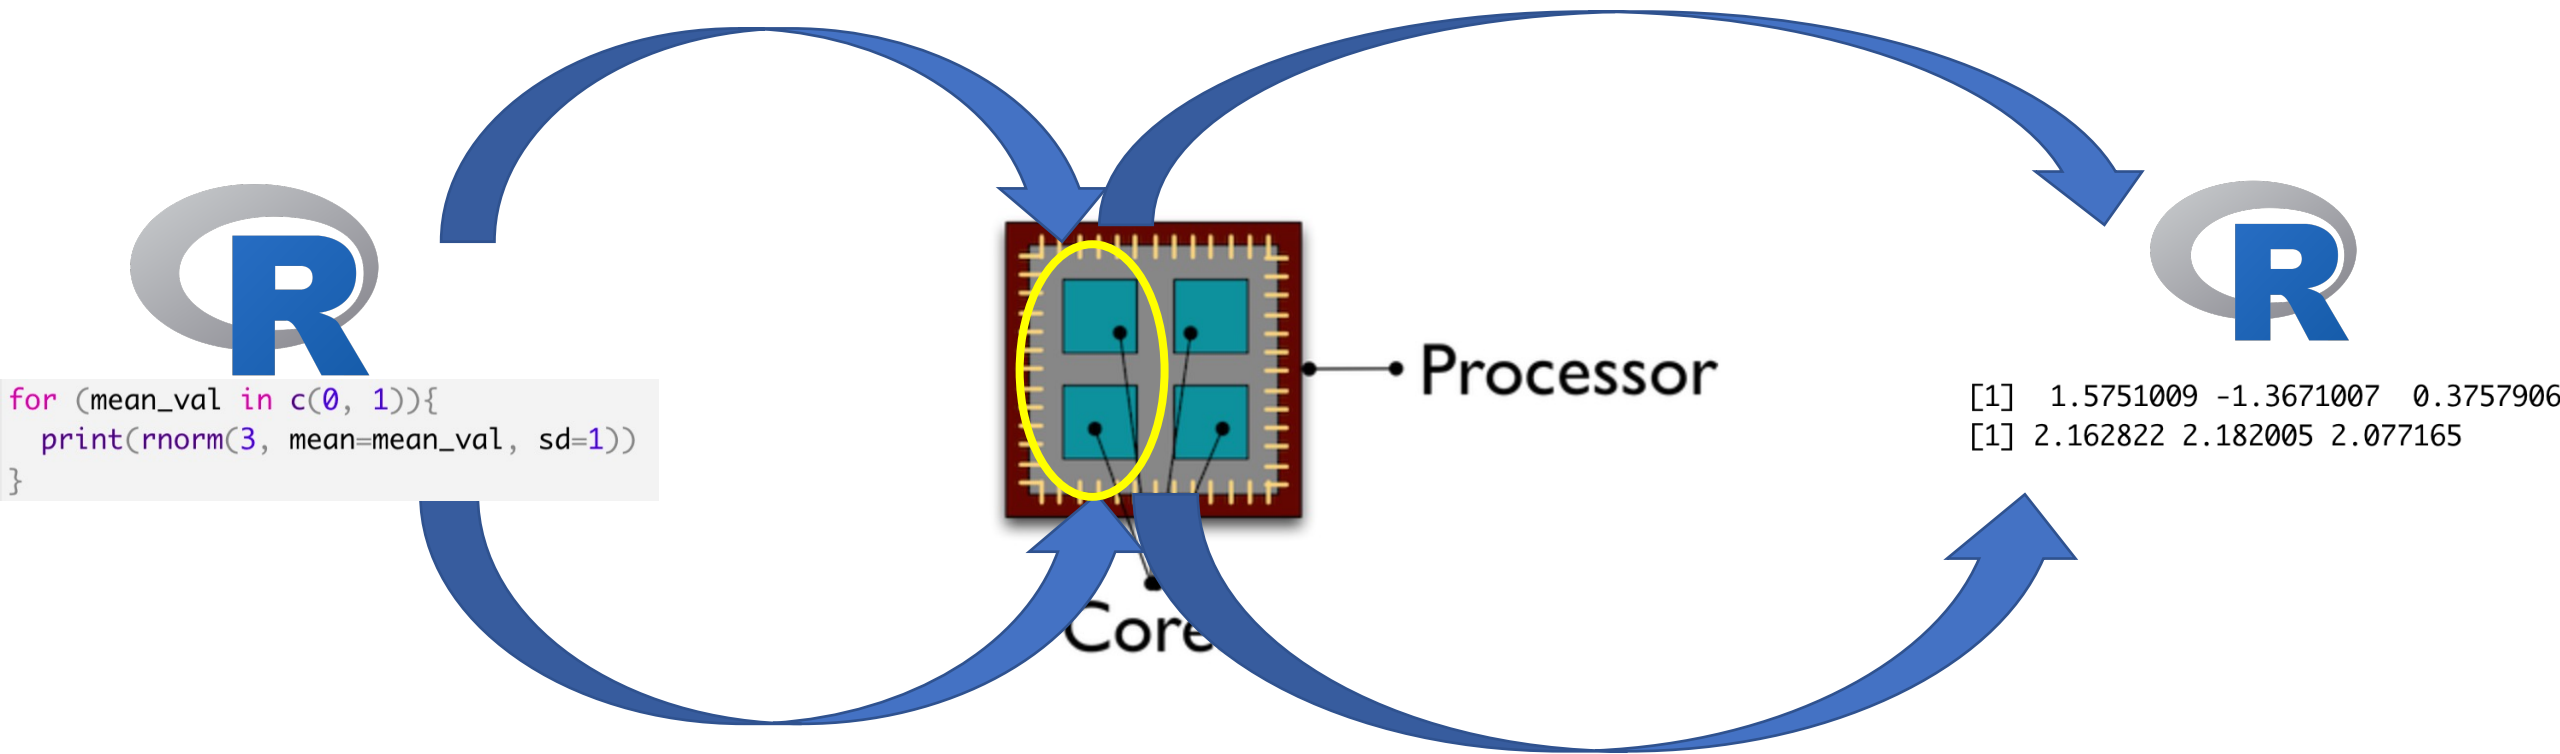 R
for (mean_val in c(0, 1)){
  print(rnorm(3, mean=mean_val, sd=1))
}
Processor
Core
R
[1]  1.5751009 -1.3671007  0.3757906
[1] 2.162822 2.182005 2.077165